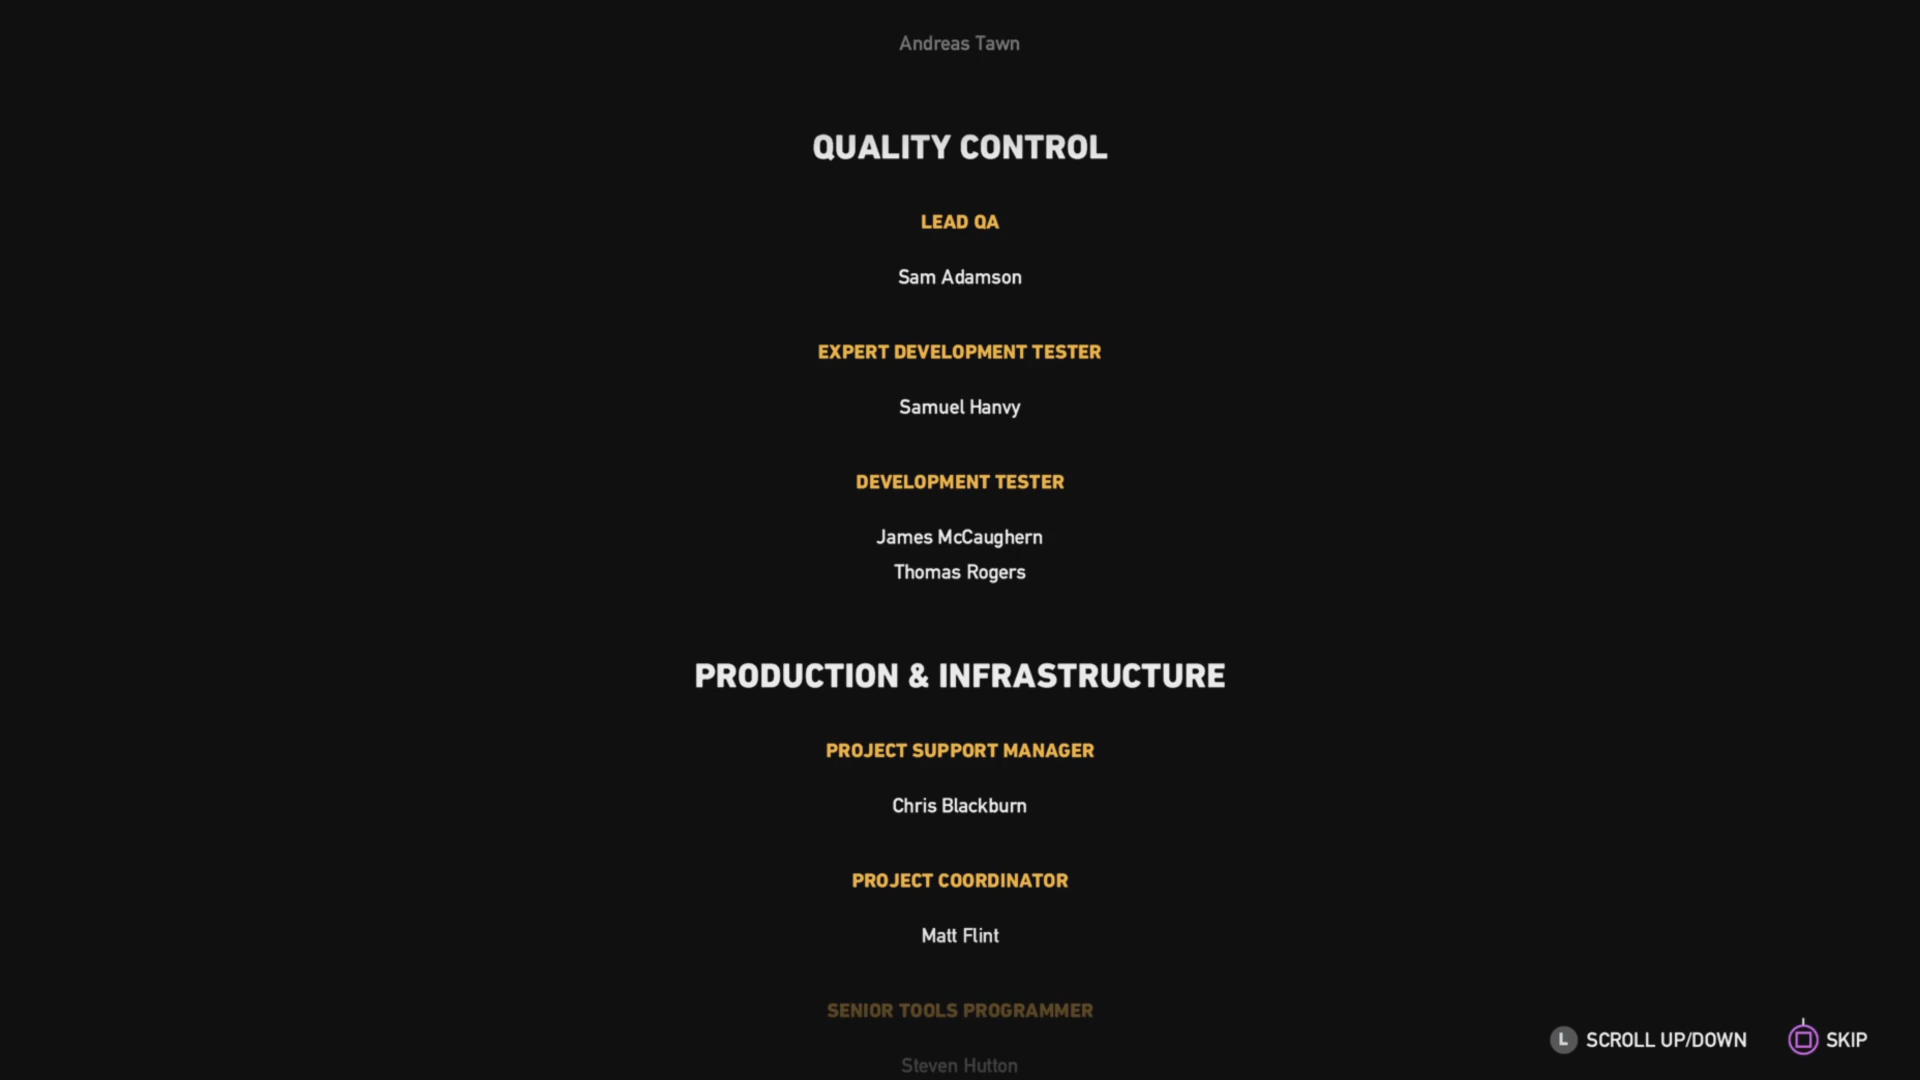 Andreas Tawn
QUALITY CONTROL
LEAD QA
Sam Adamson
EXPERT DEVELOPMENT TESTER
Samuel Hanvy
DEVELOPMENT TESTER
James McCaughern
Thomas Rogers
PRODUCTION & INFRASTRUCTURE
PROJECT SUPPORT MANAGER
Chris Blackburn
PROJECT COORDINATOR
Matt Flint
SENIOR TOOLS PROGRAMMER
Steven Hutton
L SCROLL UP/DOWN SKIP